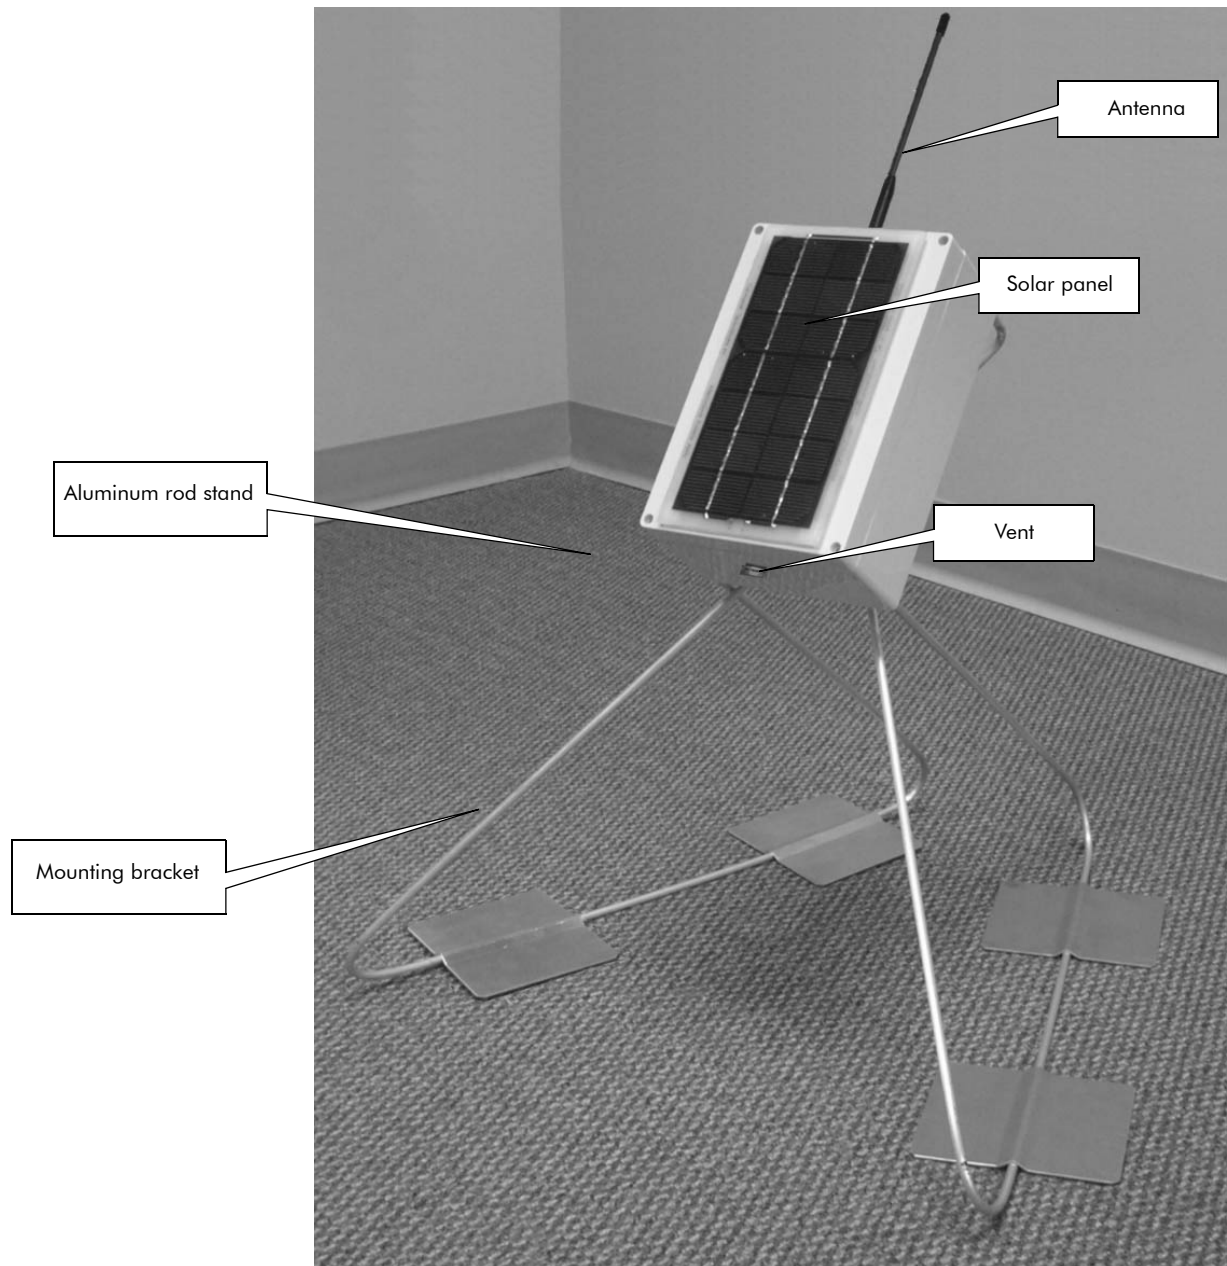 Antenna
Solar panel
Aluminum rod stand
Vent
Mounting bracket